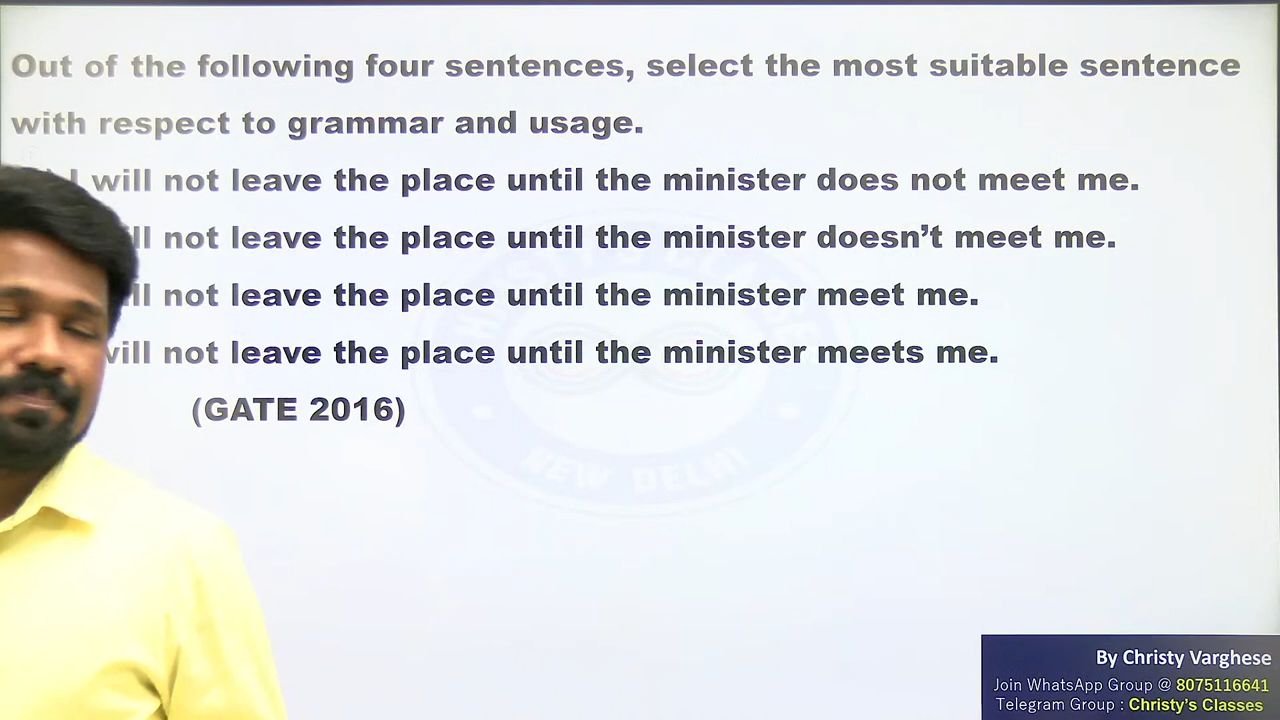 Out of the following four sentences, select the most suitable sentence
with respect to grammar and usage.
I will not leave the place until the minister does not meet me.
not leave the place until the minister doesn't meet me.
not leave the place until the minister meet me.
will not leave the place until the minister meets me.
(GATE 2016)
NEW DELHI
By Christy Varghese
Join WhatsApp Group @ 8075116641
Telegram Group : Christy's Classes